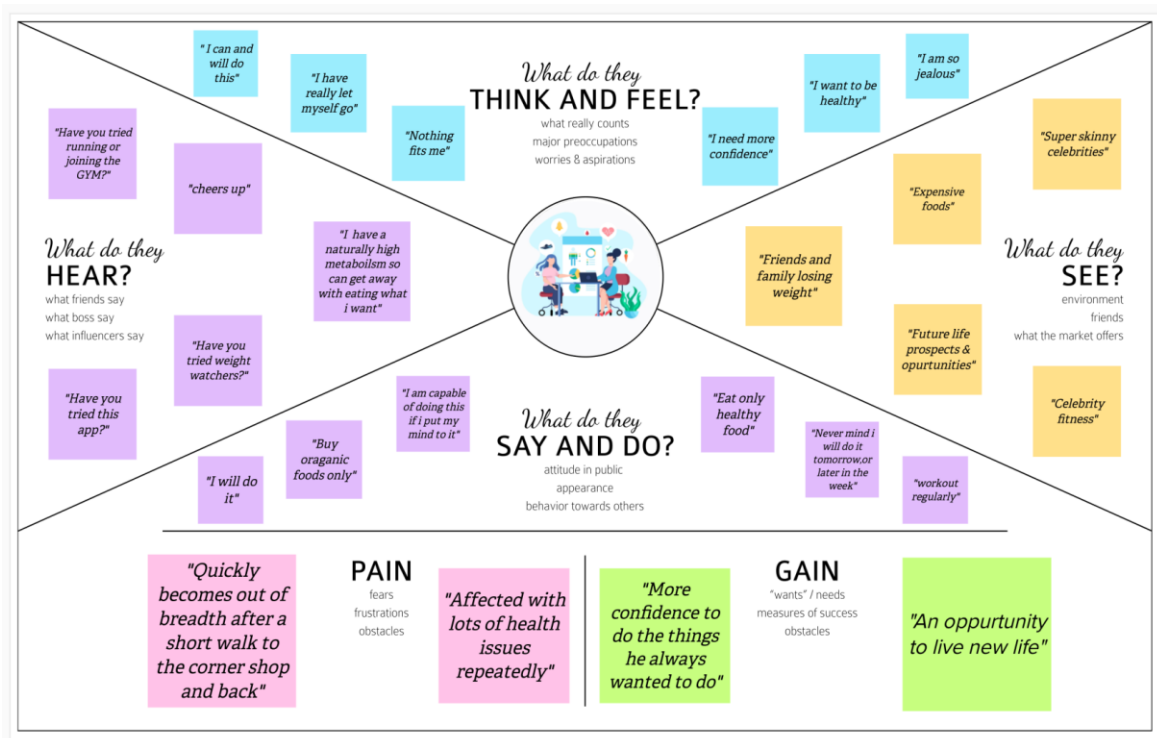 What do they
THINK AND FEEL?
what really counts
major preoccupations
worries & aspirations
" I can and
will do
this"
"I have
really let
myself go"
"Nothing
fits me"
"I need more
confidence"
"I want to be
healthy"
"I am so
jealous"
What do they
HEAR?
what friends say
what boss say
what influencers say
"Have you tried
running or
joining the
GYM?"
"cheers up"
"I have a
naturally high
metaboilsm so
can get away
with eating what
i want"
"Have you
tried weight
watchers?"
"Have you
tried this
app?"
What do they
SEE?
environment
friends
what the market offers
"Super skinny
celebrities"
"Expensive
foods"
"Friends and
family losing
weight"
"Future life
prospects &
opurtunities"
"Celebrity
fitness"
What do they
SAY AND DO?
attitude in public
appearance
behavior towards others
"I will do
it"
"Buy
oraganic
foods only"
"I am capable
of doing this
if i put my
mind to it"
"Eat only
healthy
food"
"Never mind i
will do it
tomorrow,or
later in the
week"
"workout
regularly"
PAIN
fears
frustrations
obstacles
"Quickly
becomes out of
breadth after a
short walk to
the corner shop
and back"
"Affected with
lots of health
issues
repeatedly"
GAIN
"wants" / needs
measures of success
obstacles
"More
confidence to
do the things
he always
wanted to do"
"An oppurtunity
to live new life"